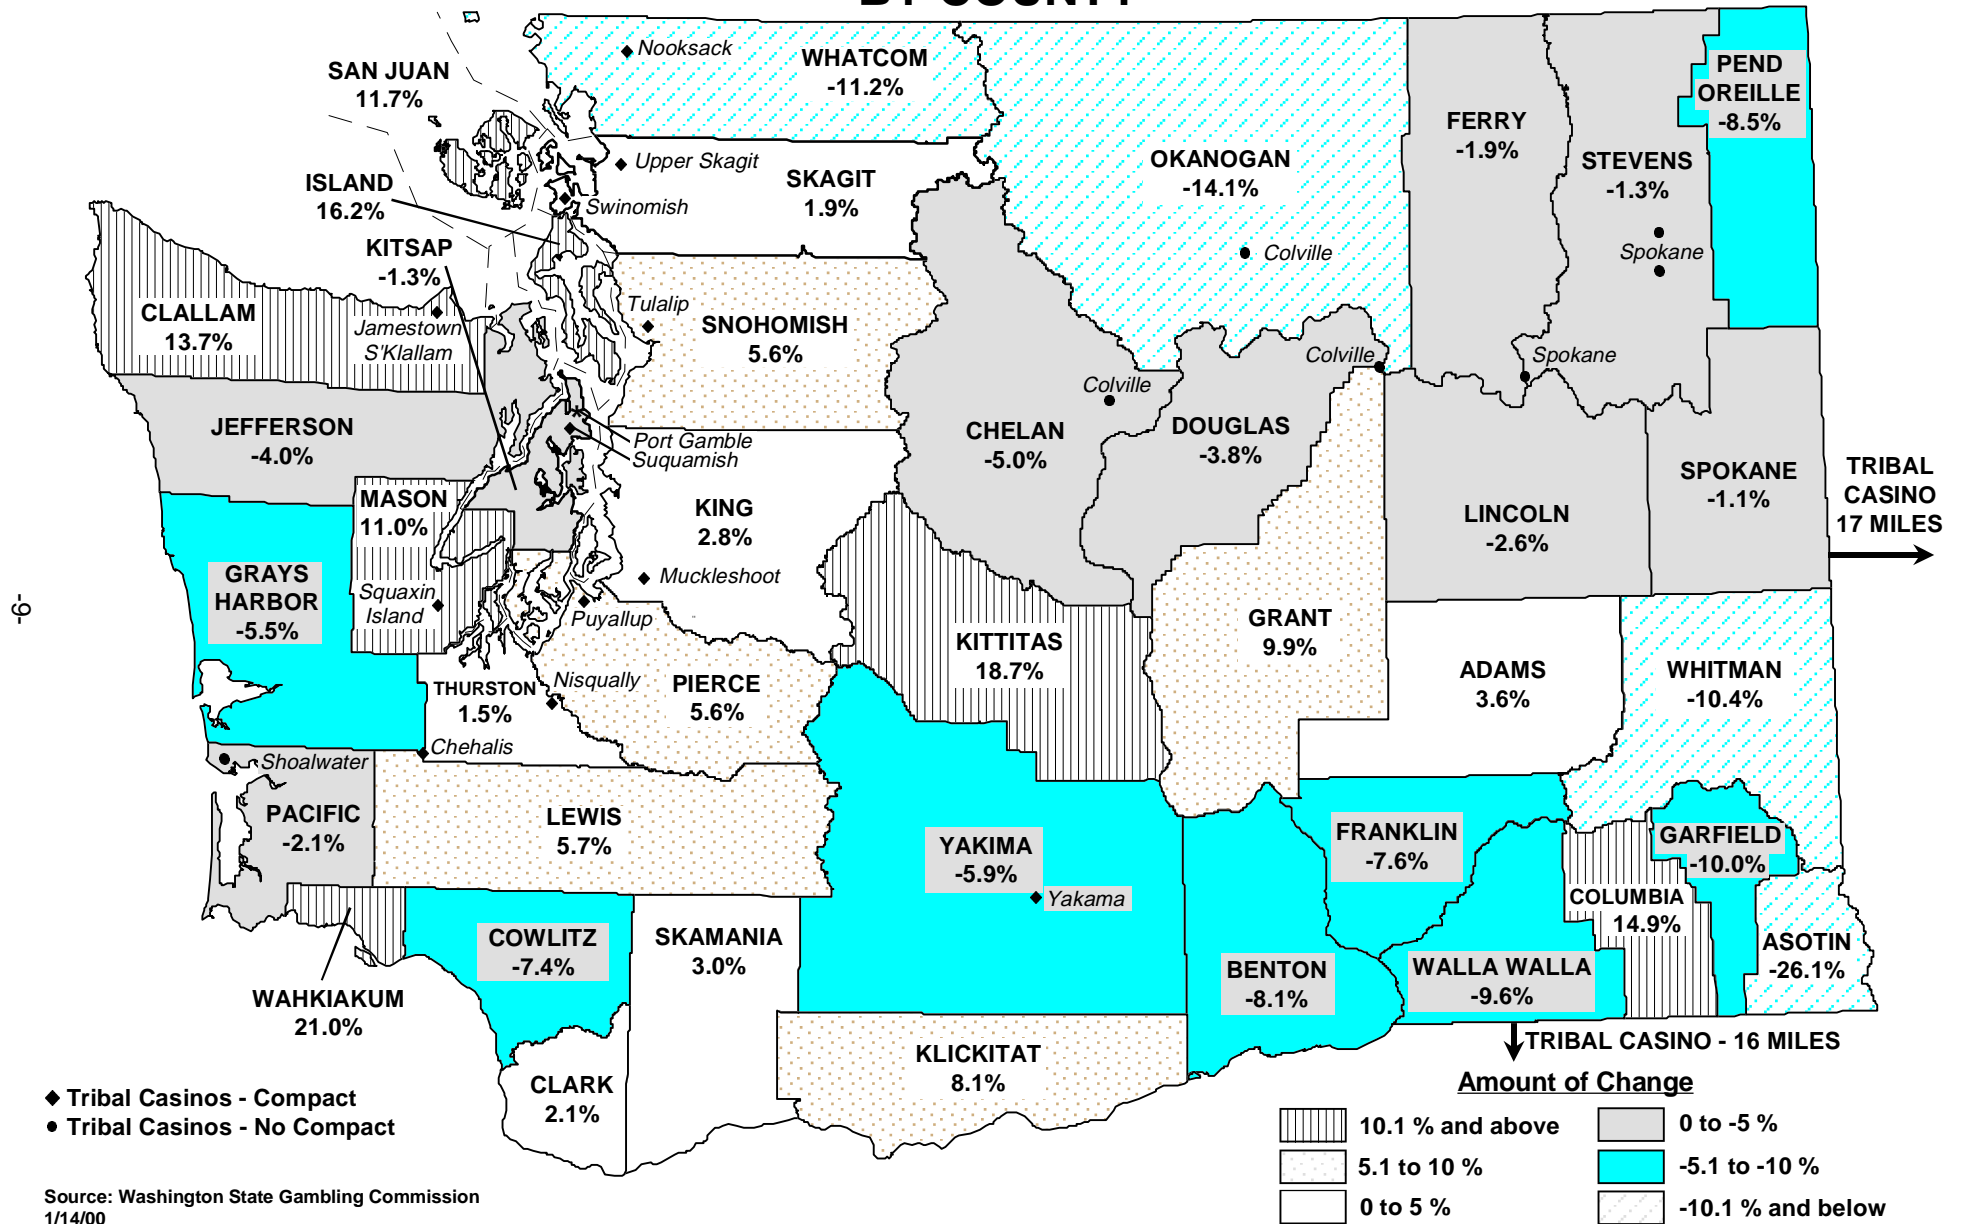 BY COUNTY
Nooksack
WHATCOM
-11.2%
SAN JUAN
11.7%
PEND
OREILLE
-8.5%
FERRY
-1.9%
STEVENS
-1.3%
OKANOGAN
-14.1%
Upper Skagit
SKAGIT
1.9%
ISLAND
16.2%
Swinomish
KITSAP
-1.3%
Colville
Spokane
CLALLAM
13.7%
Jamestown
S'Klallam
Tulalip
SNOHOMISH
5.6%
Colville
Spokane
Colville
JEFFERSON
-4.0%
*
Port Gamble
Suquamish
CHELAN
-5.0%
DOUGLAS
-3.8%
SPOKANE
-1.1%
TRIBAL
CASINO
17 MILES
MASON
11.0%
KING
2.8%
LINCOLN
-2.6%
GRAYS
HARBOR
-5.5%
Squaxin
Island
Muckleshoot
Puyallup
-6-
KITTITAS
18.7%
GRANT
9.9%
ADAMS
3.6%
WHITMAN
-10.4%
THURSTON
1.5%
Nisqually
PIERCE
5.6%
Chehalis
Shoalwater
PACIFIC
-2.1%
LEWIS
5.7%
YAKIMA
-5.9%
Yakama
FRANKLIN
-7.6%
GARFIELD
-10.0%
COLUMBIA
14.9%
ASOTIN
-26.1%
COWLITZ
-7.4%
SKAMANIA
3.0%
BENTON
-8.1%
WALLA WALLA
-9.6%
WAHKIAKUM
21.0%
TRIBAL CASINO - 16 MILES
KLICKITAT
8.1%
CLARK
2.1%
Tribal Casinos - Compact
Tribal Casinos - No Compact
Amount of Change
10.1 % and above
5.1 to 10 %
0 to 5 %
0 to -5 %
-5.1 to -10 %
-10.1 % and below
Source: Washington State Gambling Commission
1/14/00